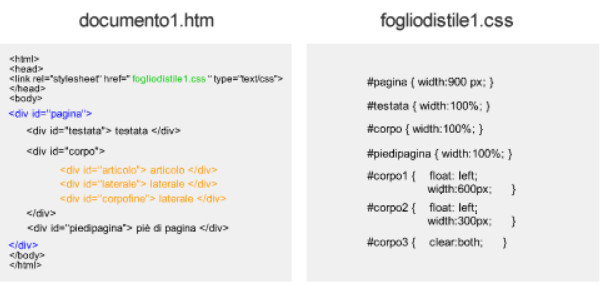 documento1.htm
<html>
<head>
<link rel="stylesheet" href=" fogliodistile1.css " type="text/css">
</head>
<body>
<div id="pagina">
<div id="testata"> testata </div>
<div id="corpo">
<div id="articolo"> articolo </div>
<div id="laterale"> laterale </div>
<div id="corpofine"> laterale </div>
</div>
<div id="piedipagina"> piè di pagina </div>
</div>
</body>
</html>
fogliodistile1.css
#pagina { width:900 px; }
#testata { width:100%; }
#corpo { width:100%; }
#piedipagina { width:100%; }
#corpo1 { float: left;
width:600px; }
#corpo2 { float: left;
width:300px; }
#corpo3 { clear:both; }